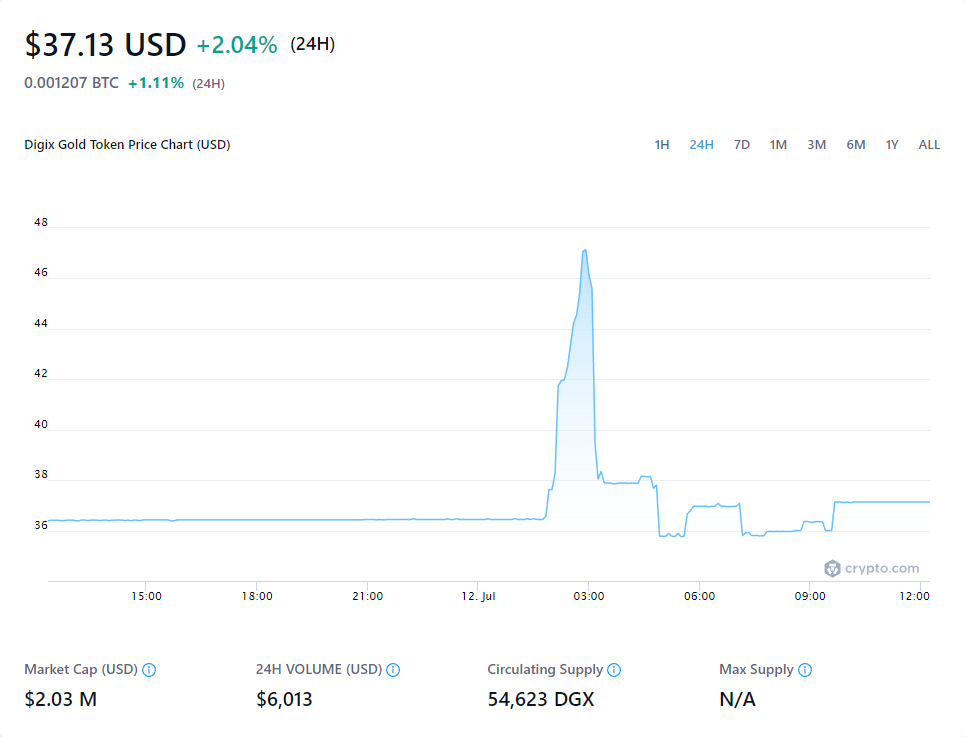 $37.13 USD +2.04% (24H)
0.001207 BTC +1.11% (24H)
Digix Gold Token Price Chart (USD) 1H 24H 7D 1M 3M 6M 1Y ALL
48
46
44
42
40
38
36
crypto.com
15:00 18:00 21:00 12. Jul 03:00 06:00 09:00 12:00
Market Cap (USD) 24H VOLUME (USD) Circulating Supply Max Supply
$2.03 M $6,013 54,623 DGX N/A